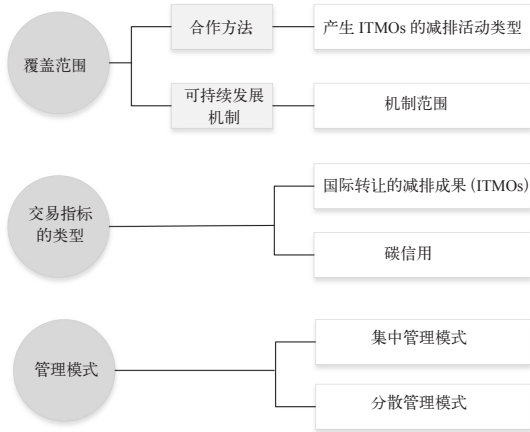 合作方法
产生 ITMOs 的减排活动类型
覆盖范围
可持续发展
机制
机制范围
国际转让的减排成果(ITMOs)
交易指标
的类型
碳信用
集中管理模式
管理模式
分散管理模式